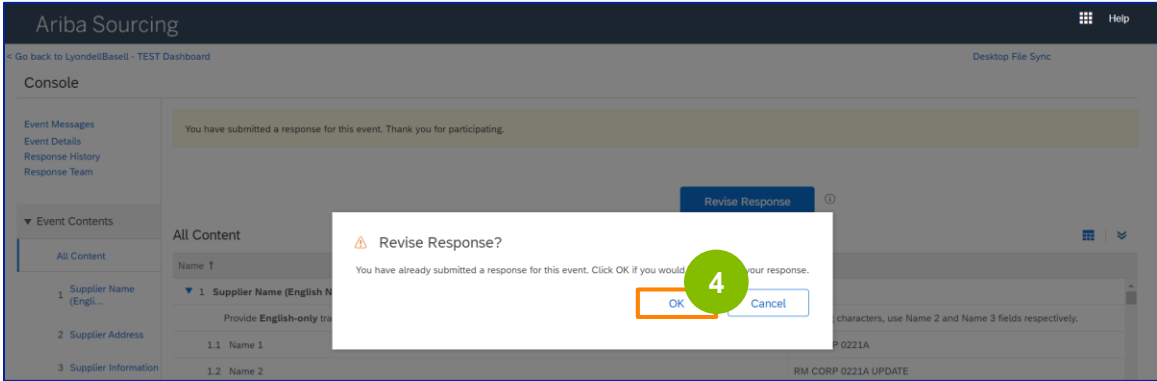 Ariba Sourcing
Help
< Go back to LyondellBasell - TEST Dashboard
Desktop File Sync
Console
Event Messages
Event Details
Response History
Response Team
You have submitted a response for this event. Thank you for participating.
Revise Response
▼ Event Contents
All Content
1 Supplier Name (Engli...
2 Supplier Address
3 Supplier Information
All Content
Name ↑
▼ 1 Supplier Name (English N
Provide English-only tra
characters, use Name 2 and Name 3 fields respectively.
1.1 Name 1
P 0221A
1.2 Name 2
RM CORP 0221A UPDATE
Revise Response?
You have already submitted a response for this event. Click OK if you would your response.
4
OK
Cancel